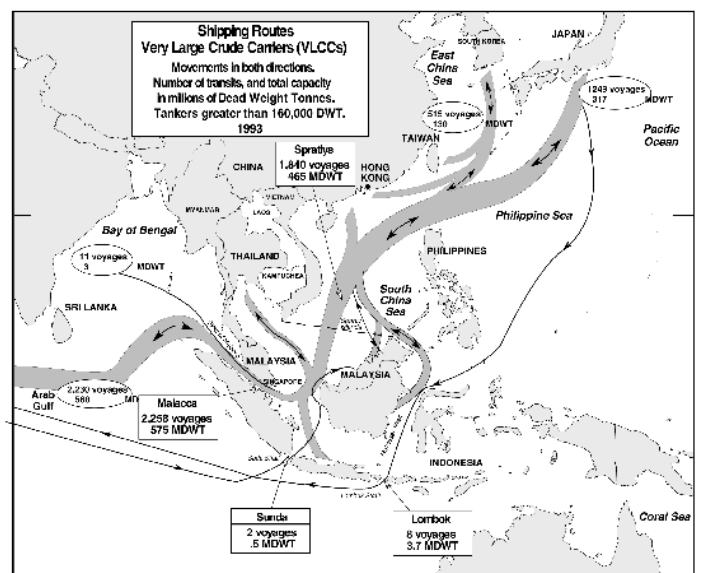 Shipping Routes
Very Large Crude Carriers (VLCCs)
Movements in both directions.
Number of transits, and total capacity
in millions of Dead Weight Tonnes.
Tankers greater than 160,000 DWT.
1993
JAPAN
SOUTH KOREA
East
China
Sea
1249 voyages
317
MDWT
515 voyages
130
MDWT
Pacific
Ocean
TAIWAN
Spratlys
1.840 voyages
465 MDWT
CHINA
HONG
KONG
VIETNAM
MYANMAR
LAOS
Philippine Sea
Bay of Bengal
11 voyages
3
MDWT
THAILAND
KAMPUCHEA
PHILIPPINES
South
China
Sea
SRI LANKA
MALAYSIA
SINGAPORE
MALAYSIA
Arab
Gulf
2,230 voyages
560
MD
Malacca
2.258 voyages
575 MDWT
INDONESIA
Lombok Strait
Sunda
2 voyages
.5 MDWT
Lombok
8 voyages
3.7 MDWT
Coral Sea